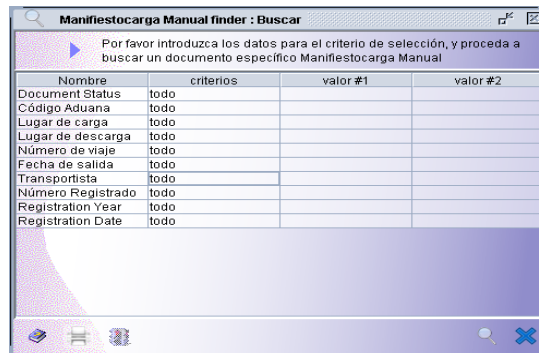 Manifiestocarga Manual finder : Buscar
Por favor introduzca los datos para el criterio de selección, y proceda a
buscar un documento específico Manifiestocarga Manual
Nombre criterios valor #1 valor #2
Document Status todo
Código Aduana todo
Lugar de carga todo
Lugar de descarga todo
Número de viaje todo
Fecha de salida todo
Transportista todo
Número Registrado todo
Registration Year todo
Registration Date todo